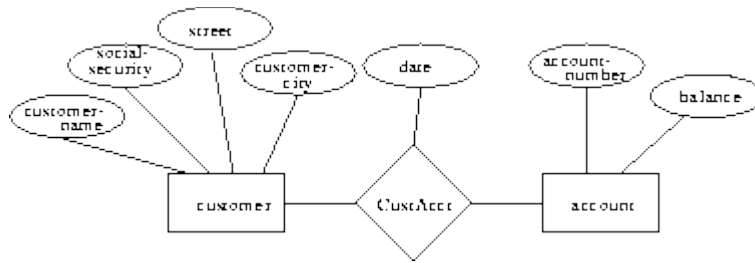 street
social-
security
customer-
city
date
account-
number
customer-
name
balance
customer
CustAcct
account